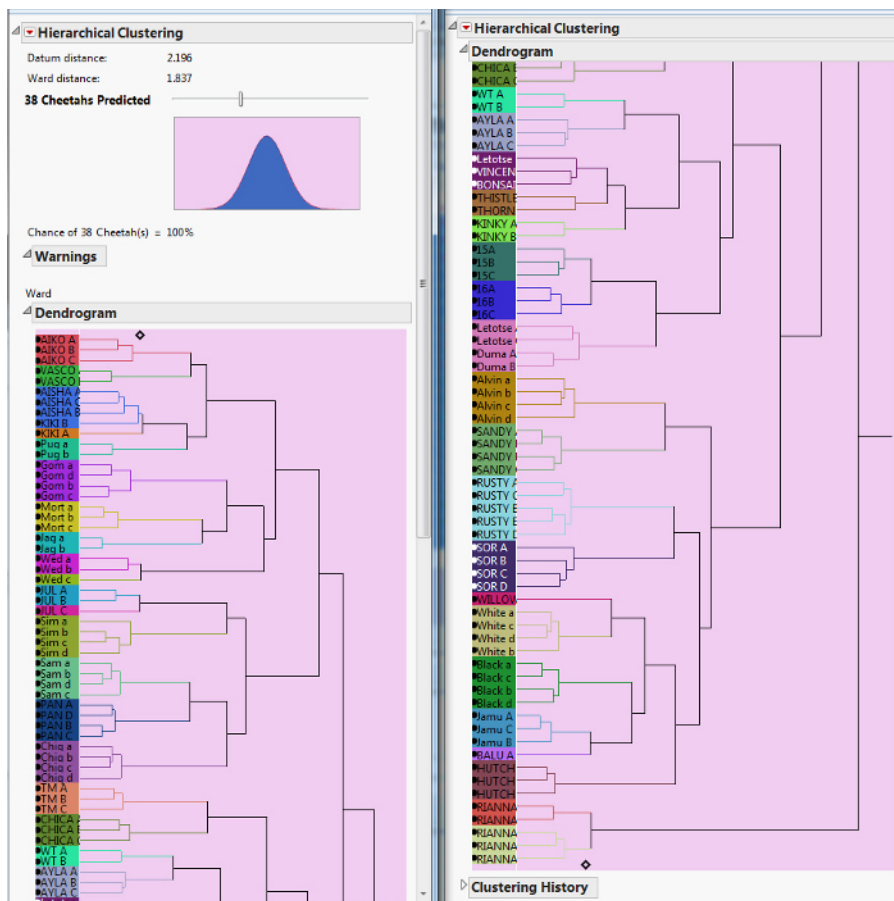 Hierarchical Clustering
Datum distance: 2.196
Ward distance: 1.837
38 Cheetahs Predicted
Chance of 38 Cheetah(s) = 100%
Warnings
Ward
Dendrogram
AIKO A
AIKO B
AIKO C
VASCO
VASCO
AISHA A
AISHA C
AISHA B
KIKI B
KIKI A
Pug a
Pug b
Gom a
Gom d
Gom b
Gom c
Mort a
Mort b
Mort c
Jag a
Jag b
Wed a
Wed b
Wed c
JUL A
JUL B
JUL C
Sim a
Sim b
Sim c
Sim d
Sam a
Sam b
Sam d
Sam c
PAN A
PAN D
PAN B
PAN C
Chig a
Chig b
Chig c
Chig d
TM A
TM B
TM C
CHICA
CHICA
CHICA
WT A
WT B
AYLA A
AYLA B
AYLA C
Hierarchical Clustering
Dendrogram
CHICA
CHICA
WT A
WT B
AYLA A
AYLA B
AYLA C
Letotse
VINCEN
BONSAI
THISTLE
THORN
KINKY A
KINKY B
15A
15B
15C
16A
16B
16C
Letotse
Letotse
Duma A
Duma B
Alvin a
Alvin b
Alvin c
Alvin d
SANDY
SANDY
SANDY
SANDY
RUSTY A
RUSTY C
RUSTY E
RUSTY
RUSTY D
SOR A
SOR B
SOR C
SOR D
WILLOW
White a
White c
White d
White b
Black a
Black c
Black b
Black d
Jamu A
Jamu C
Jamu B
BALU A
HUTCH
HUTCH
HUTCH
RIANNA
RIANNA
RIANNA
RIANNA
RIANNA
Clustering History